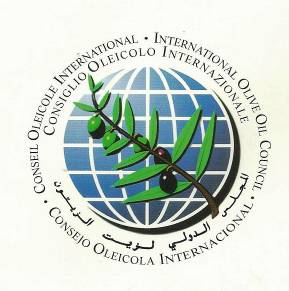 CONSEIL OLEICOLE INTERNATIONAL • INTERNATIONAL OLIVE OIL COUNCIL •
CONSIGLIO OLEICOLO INTERNAZIONALE
المجلس الدولي لزيت الزيتون
• CONSEJO OLEICOLA INTERNACIONAL •